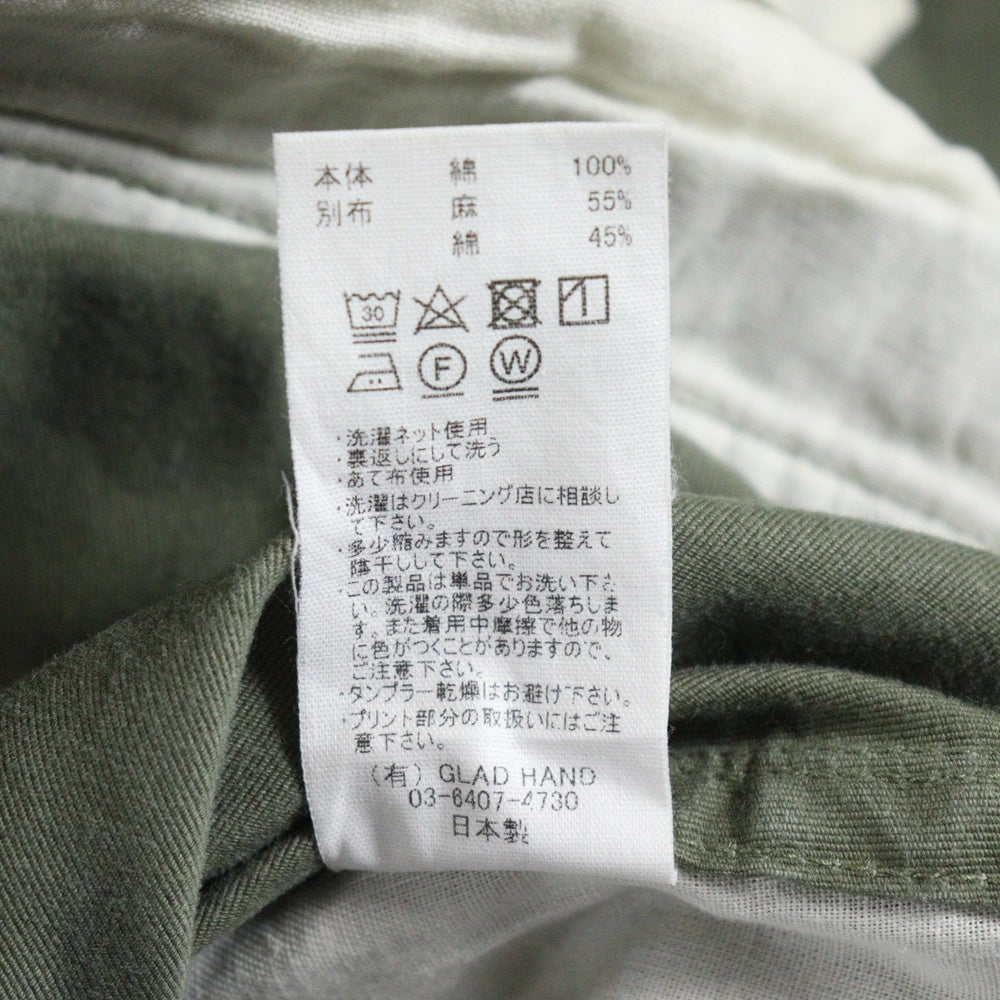 本体 綿 100%
別布 麻 55%
綿 45%
30
F W
・洗濯ネット使用
・裏返しにして洗う
・あて布使用
・洗濯はクリーニング店に相談し
て下さい。
・多少縮みますので形を整えて
陰干しして下さい。
・この製品は単品でお洗い下さ
い。洗濯の際多少色落ちしま
す。また着用中摩擦で他の物
に色がつくことがありますので、
ご注意下さい。
・タンブラー乾燥はお避け下さい。
・プリント部分の取扱いにはご注
意下さい。
(有) GLAD HAND
03-6407-4730
日本製